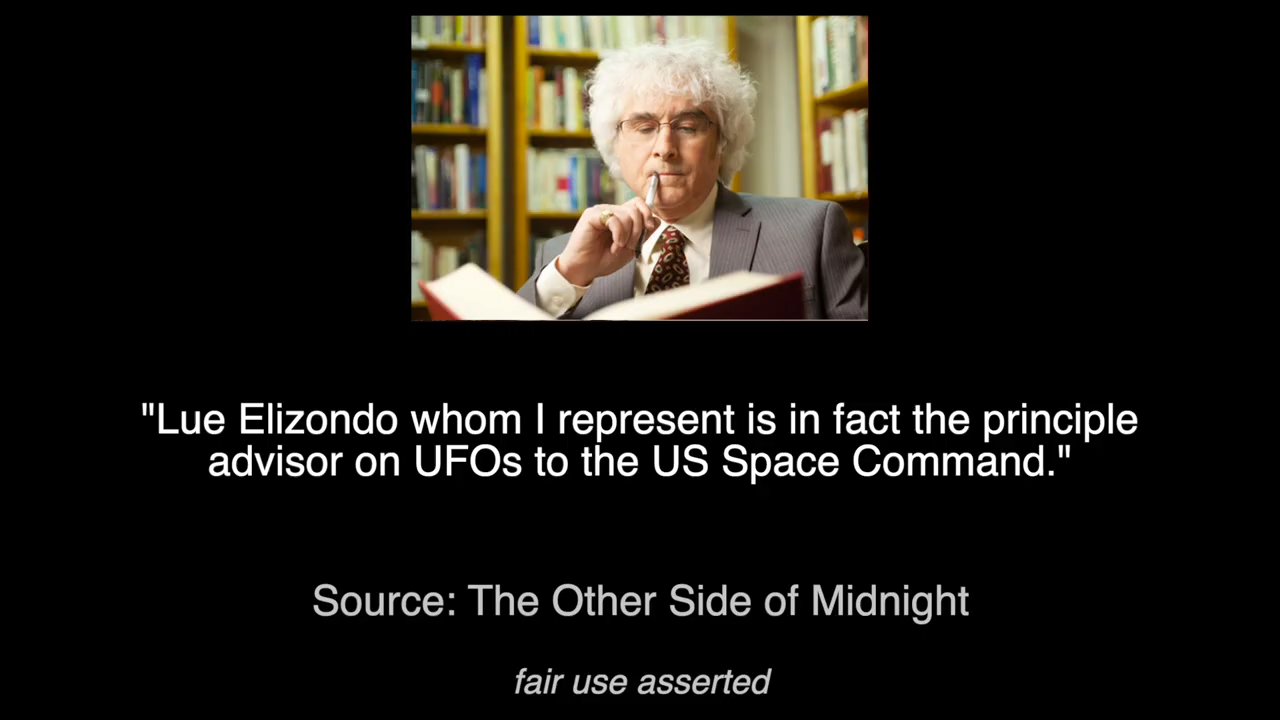 "Lue Elizondo whom I represent is in fact the principle
advisor on UFOs to the US Space Command."
Source: The Other Side of Midnight
fair use asserted